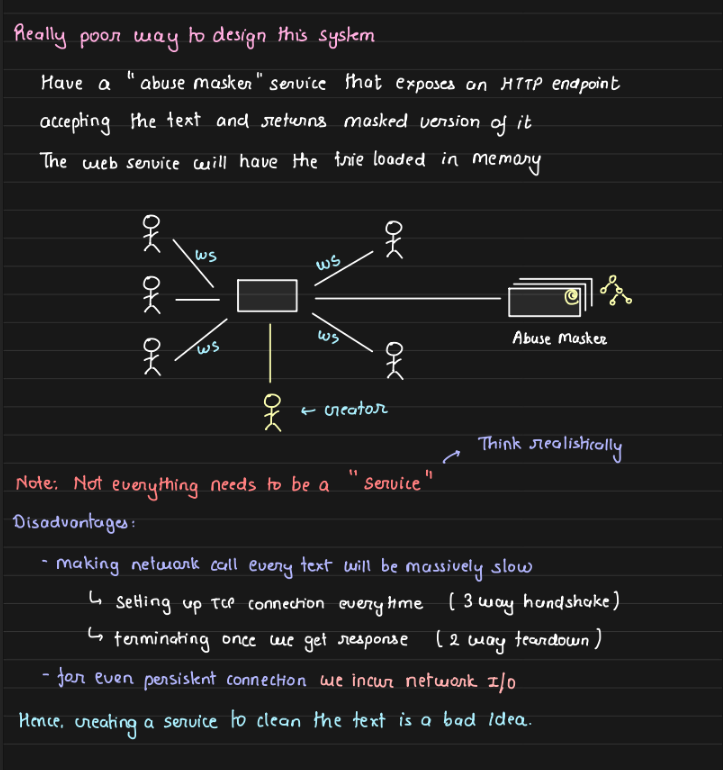 Really poor way to design this system
Have a "abuse masker" service that exposes an HTTP endpoint
accepting the text and returns masked version of it
The web service will have the trie loaded in memory
ws
ws
ws
ws
Abuse masker
← creator
Think realistically
Note: Not everything needs to be a "service"
Disadvantages:
- making network call every text will be massively slow
↳ Setting up TCP connection everytime (3 way handshake)
↳ terminating once we get response (2 way teardown)
- for even persistent connection we incur network I/O
Hence, creating a service to clean the text is a bad idea.